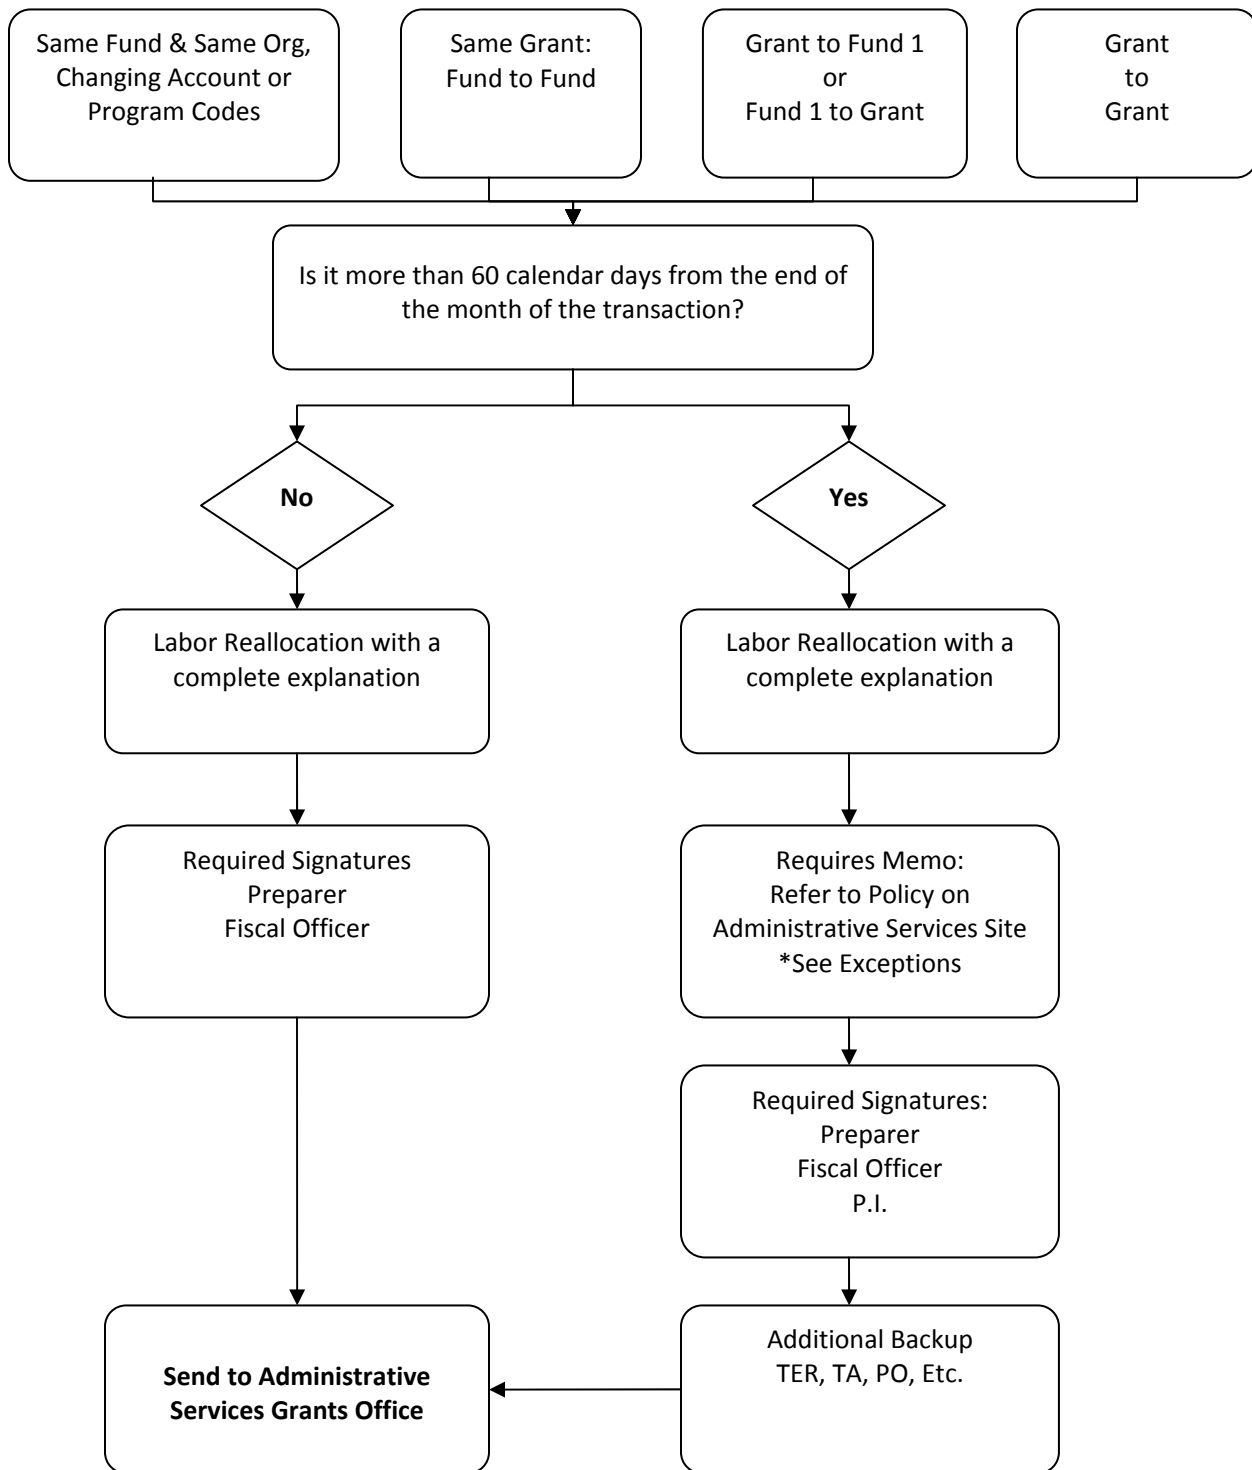 Same Fund & Same Org,
Changing Account or
Program Codes
Same Grant:
Fund to Fund
Grant to Fund 1
or
Fund 1 to Grant
Grant
to
Grant
Is it more than 60 calendar days from the end of
the month of the transaction?
No
Yes
Labor Reallocation with a
complete explanation
Labor Reallocation with a
complete explanation
Required Signatures
Preparer
Fiscal Officer
Requires Memo:
Refer to Policy on
Administrative Services Site
*See Exceptions
Required Signatures:
Preparer
Fiscal Officer
P.I.
Send to Administrative
Services Grants Office
Additional Backup
TER, TA, PO, Etc.